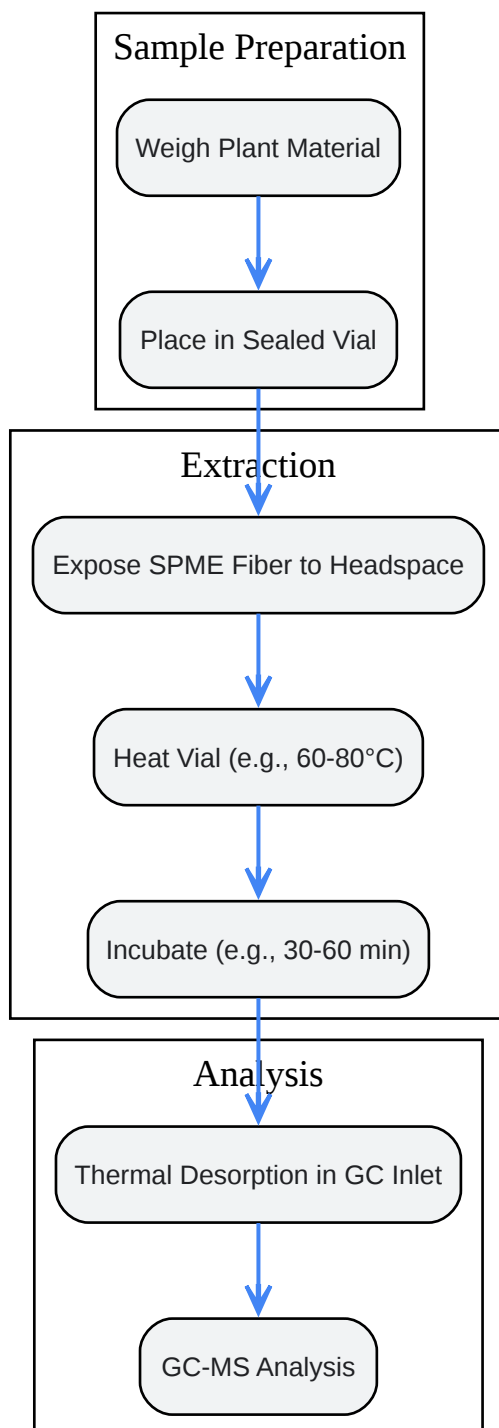 Sample Preparation
Weigh Plant Material
Place in Sealed Vial
Extraction
Expose SPME Fiber to Headspace
Heat Vial (e.g., 60-80°C)
Incubate (e.g., 30-60 min)
Analysis
Thermal Desorption in GC Inlet
GC-MS Analysis